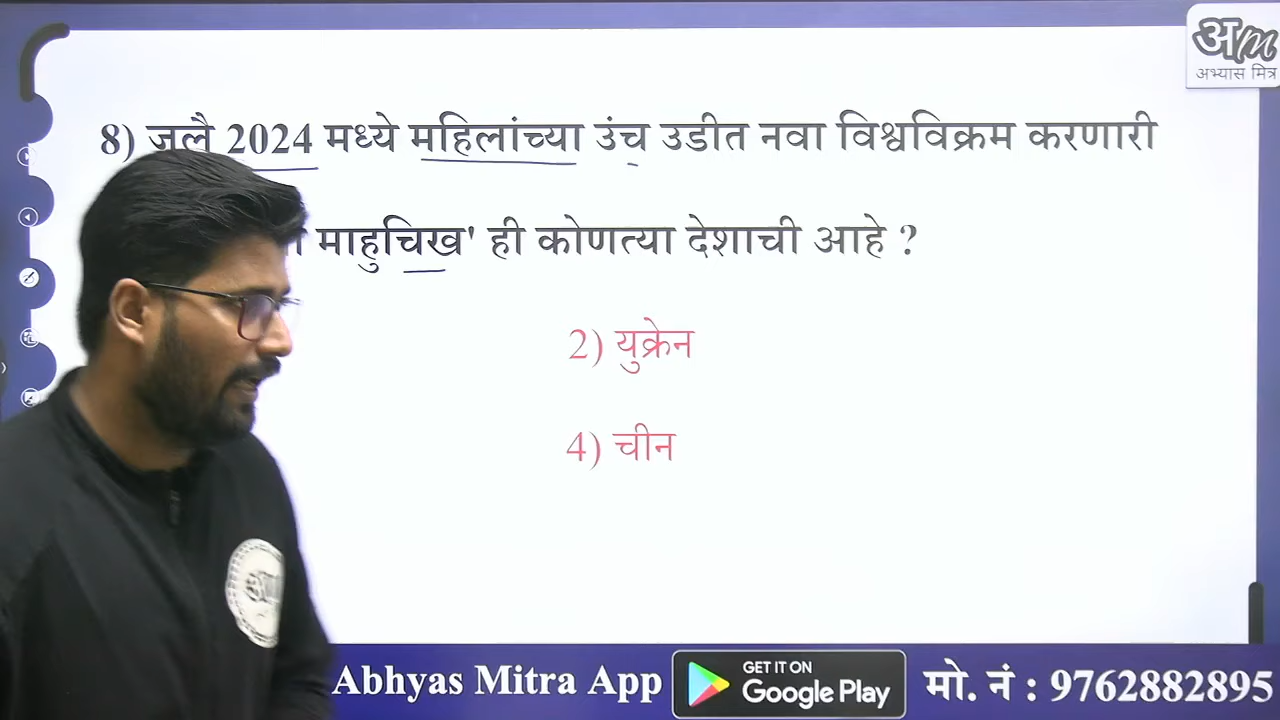 अm
अभ्यास मित्र
8) जुलै 2024 मध्ये महिलांच्या उंच उडीत नवा विश्वविक्रम करणारी
माहुचिख' ही कोणत्या देशाची आहे ?
2) युक्रेन
4) चीन
Abhyas Mitra App
GET IT ON
Google Play
मो. नं : 9762882895